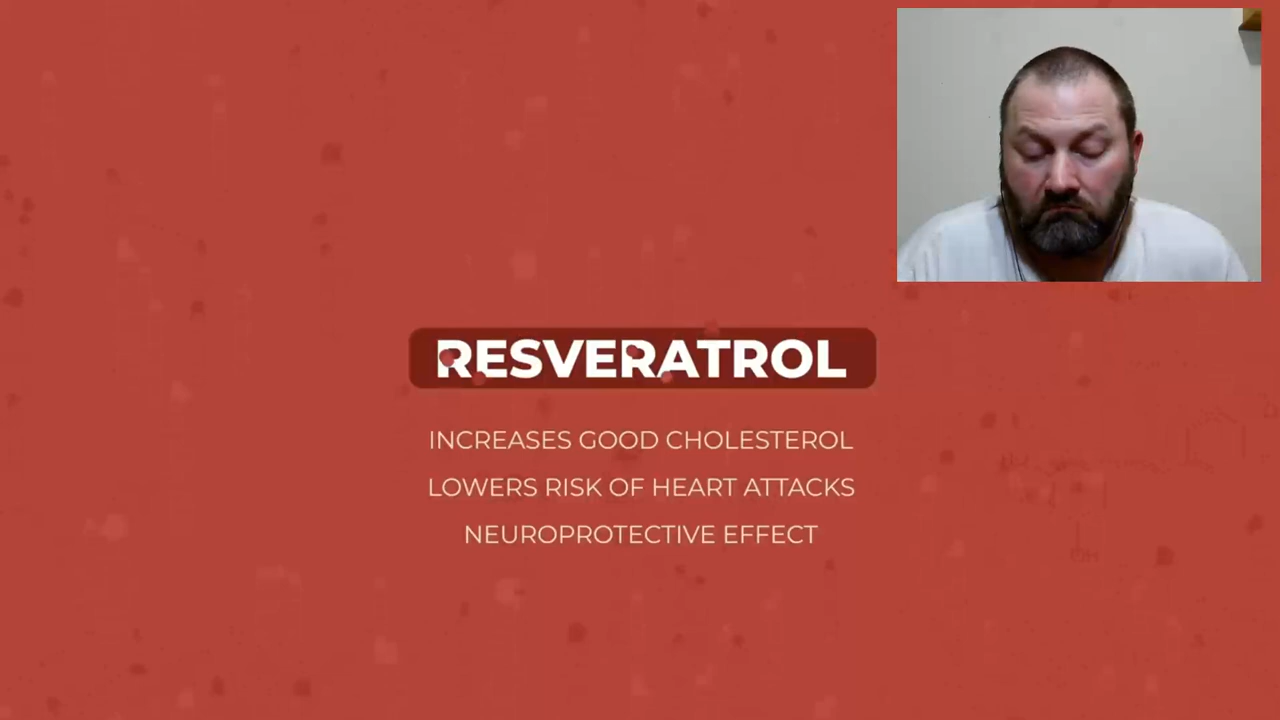 RESVERATROL
INCREASES GOOD CHOLESTEROL
LOWERS RISK OF HEART ATTACKS
NEUROPROTECTIVE EFFECT